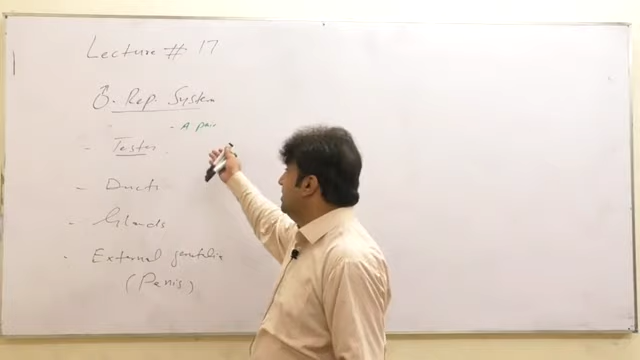 Lecture # 17
♂. Rep. System
- A pair
- Testes
- Ducts
- Glands
- External genitalia
(Penis)